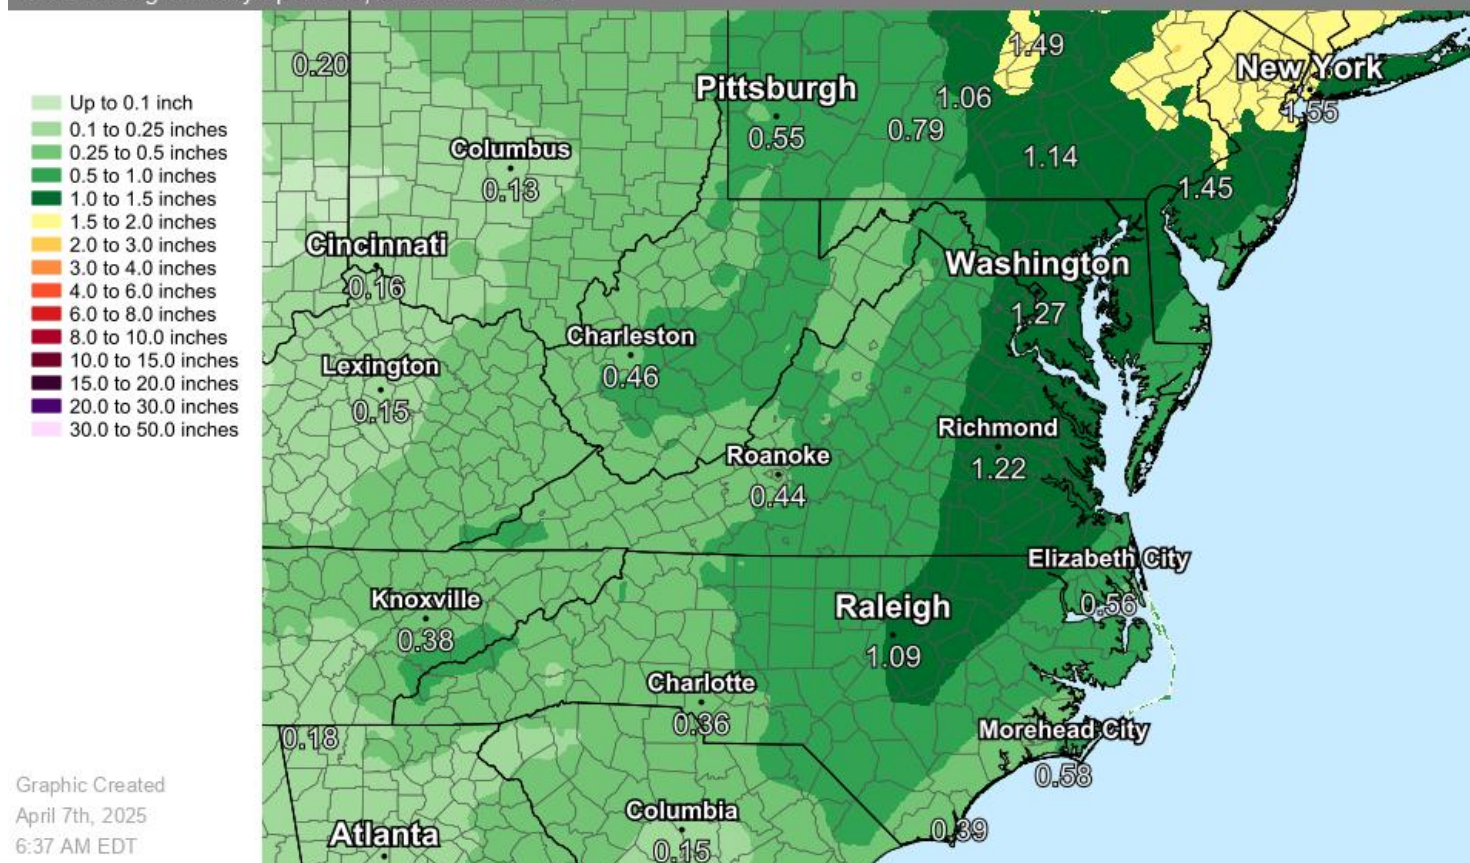 Up to 0.1 inch
0.1 to 0.25 inches
0.25 to 0.5 inches
0.5 to 1.0 inches
1.0 to 1.5 inches
1.5 to 2.0 inches
2.0 to 3.0 inches
3.0 to 4.0 inches
4.0 to 6.0 inches
6.0 to 8.0 inches
8.0 to 10.0 inches
10.0 to 15.0 inches
15.0 to 20.0 inches
20.0 to 30.0 inches
30.0 to 50.0 inches
Graphic Created
April 7th, 2025
6:37 AM EDT
0.20
1.49
New York
1.55
Pittsburgh
0.55
1.06
0.79
1.14
1.45
Columbus
0.13
Cincinnati
0.16
Washington
1.27
Charleston
0.46
Lexington
0.15
Richmond
1.22
Roanoke
0.44
Elizabeth City
0.56
Knoxville
0.38
Raleigh
1.09
Charlotte
0.36
Morehead City
0.58
0.18
Columbia
0.15
0.39
Atlanta